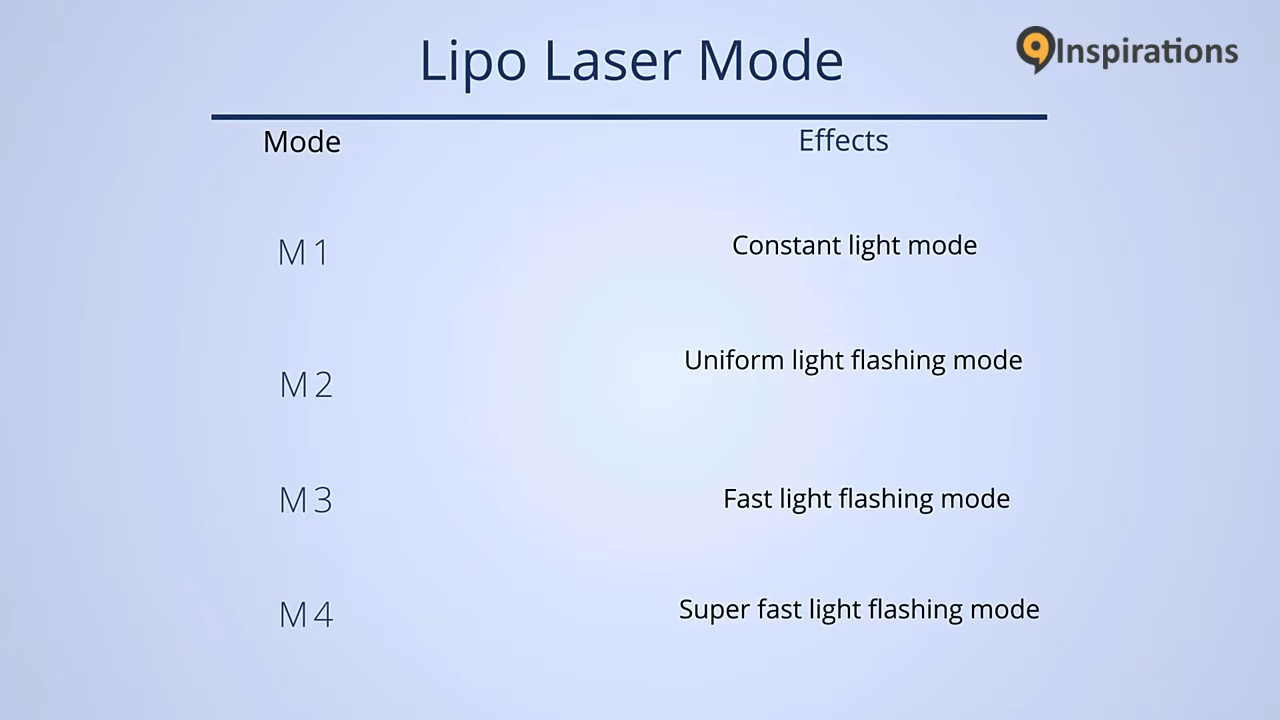 Lipo Laser Mode
9Inspirations
Mode Effects
M1 Constant light mode
M2 Uniform light flashing mode
M3 Fast light flashing mode
M4 Super fast light flashing mode